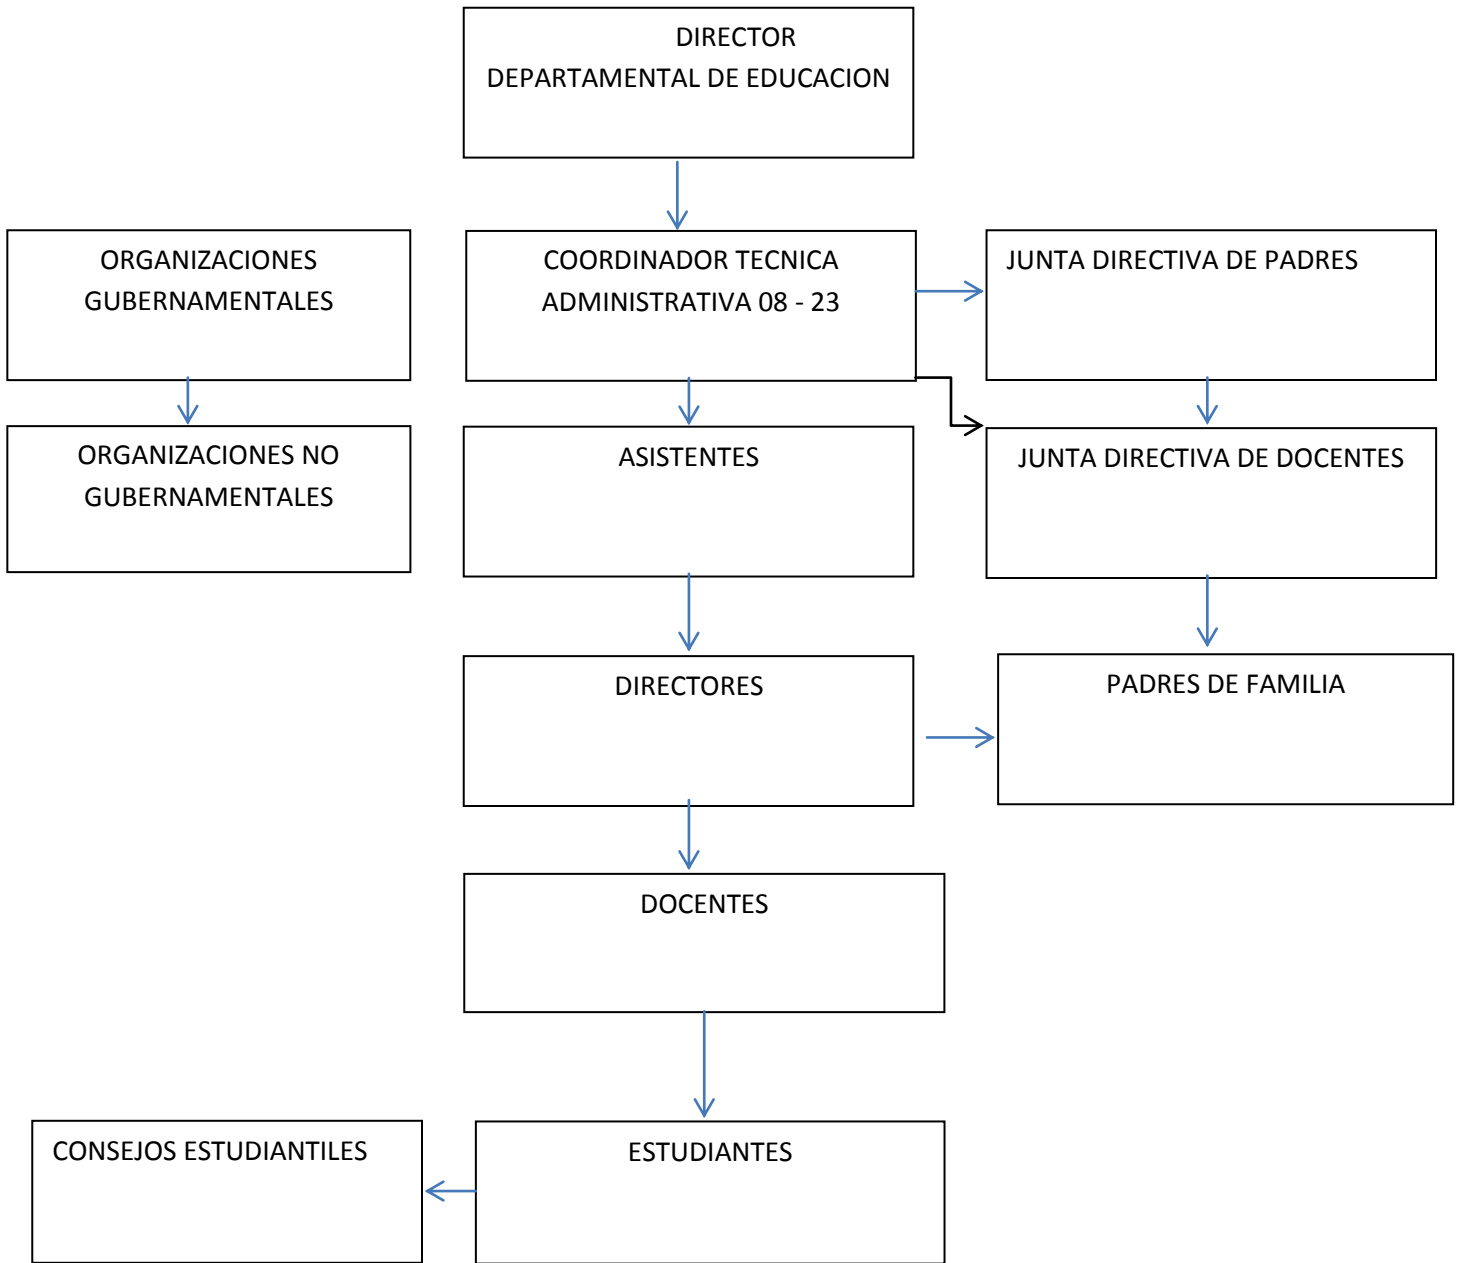 DIRECTOR
DEPARTAMENTAL DE EDUCACION
ORGANIZACIONES
GUBERNAMENTALES
COORDINADOR TECNICA
ADMINISTRATIVA 08 - 23
JUNTA DIRECTIVA DE PADRES
ORGANIZACIONES NO
GUBERNAMENTALES
ASISTENTES
JUNTA DIRECTIVA DE DOCENTES
DIRECTORES
PADRES DE FAMILIA
DOCENTES
CONSEJOS ESTUDIANTILES
ESTUDIANTES